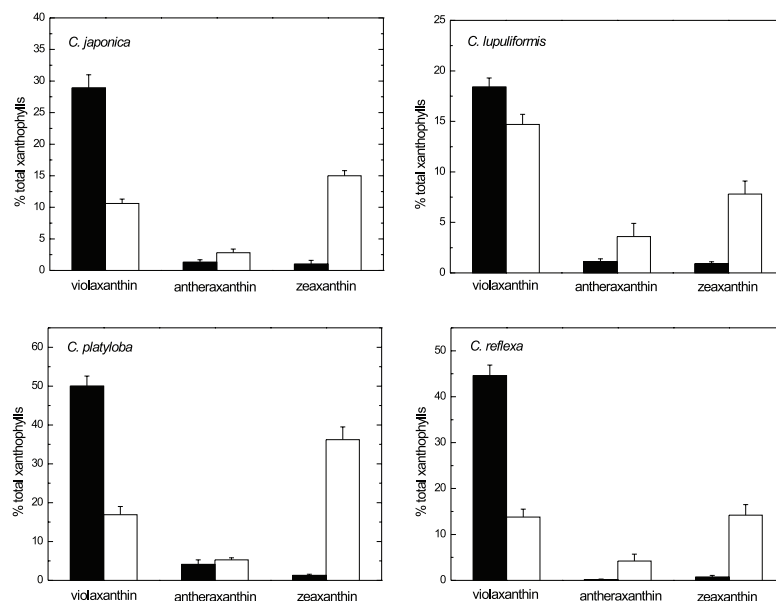 C. japonica
% total xanthophylls
40
35
30
25
20
15
10
5
0
violaxanthin antheraxanthin zeaxanthin
C. lupuliformis
% total xanthophylls
25
20
15
10
5
0
violaxanthin antheraxanthin zeaxanthin
C. platyloba
% total xanthophylls
60
50
40
30
20
10
0
violaxanthin antheraxanthin zeaxanthin
C. reflexa
% total xanthophylls
50
40
30
20
10
0
violaxanthin antheraxanthin zeaxanthin